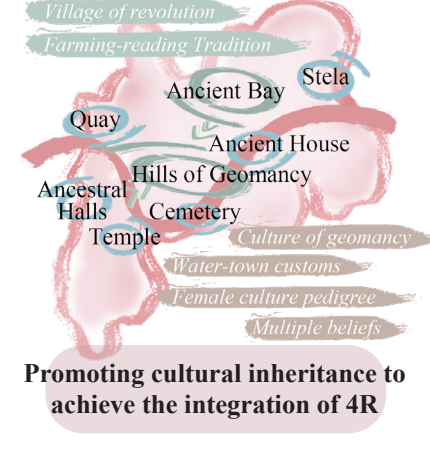 Village of revolution
Farming-reading Tradition
Stela
Ancient Bay
Quay
Ancient House
Hills of Geomancy
Ancestral
Halls
Cemetery
Temple
Culture of geomancy
Water-town customs
Female culture pedigree
Multiple beliefs
Promoting cultural inheritance to
achieve the integration of 4R